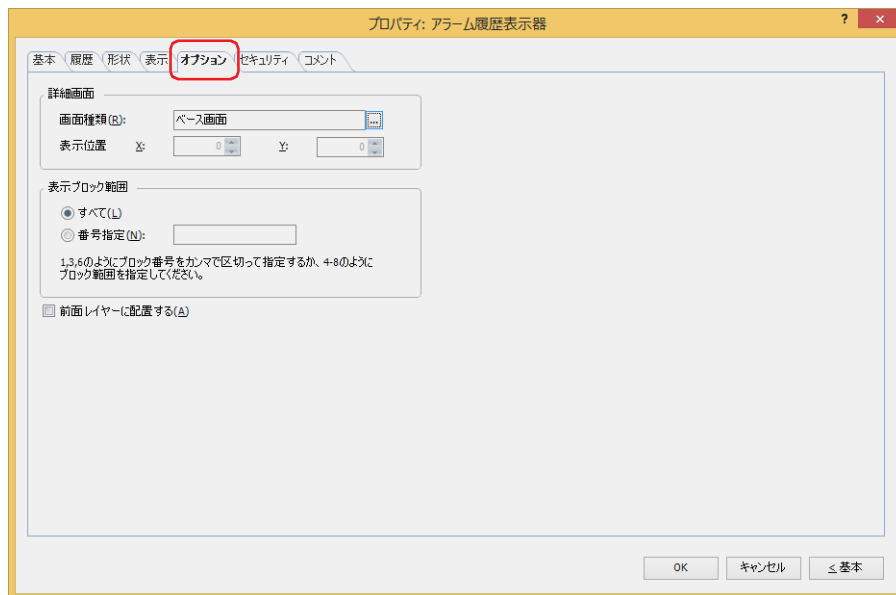 プロパティ: アラーム履歴表示器
? ×
基本 履歴 形状 表示 オプション セキュリティ コメント
詳細画面
画面種類(R): ベース画面 ...
表示位置 X: 0 Y: 0
表示ブロック範囲
すべて(L)
番号指定(N):
1,3,6のようにブロック番号をカンマで区切って指定するか、4-8のように
ブロック範囲を指定してください。
前面レイヤーに配置する(A)
OK キャンセル < 基本